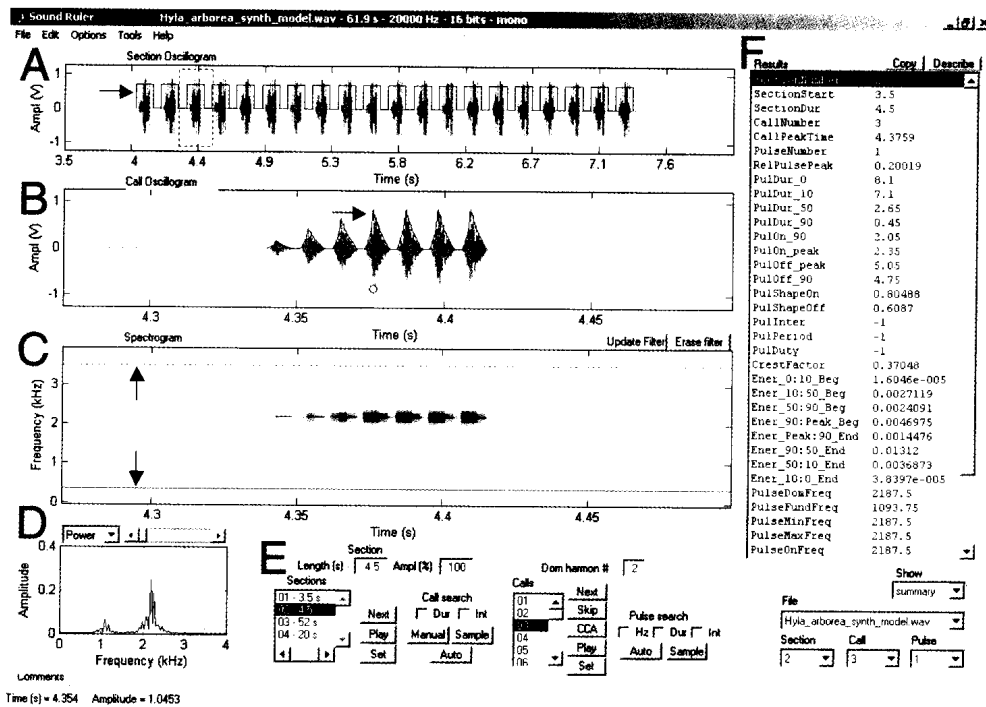 Sound Ruler Hyla_arborea_synth_model.wav - 61.9 s - 20000 Hz - 16 bits - mono
File Edit Options Tools Help
A Section Oscillogram
Ampl (V)
1
0
-1
3.5 4 4.4 4.9 5.3 5.8 6.2 6.7 7.1 7.6
Time (s)
B Call Oscillogram
Ampl (V)
1
0
-1
4.3 4.35 4.4 4.45
Time (s)
C Spectrogram Update Filter Erase filter
Frequency (kHz)
3
2
1
0
4.3 4.35 4.4 4.45
Time (s)
D Power
Amplitude
0.4
0.2
0
0 1 2 3 4
Frequency (kHz)
E Section
Length (s) 4.5 Ampl (%) 100
Sections
01 - 3.5 s
03 - 52 s
04 - 20 s
Next
Play
Set
Call search
Dur Int
Manual Sample
Auto
Dom harmon # 2
Calls
01
02
04
05
06
Next
Skip
CCA
Play
Set
Pulse search
Hz Dur Int
Auto Sample
F Results Copy Describe
SectionStart 3.5
SectionDur 4.5
CallNumber 3
CallPeakTime 4.3759
PulseNumber 1
RelPulsePeak 0.20019
PulDur_0 8.1
PulDur_10 7.1
PulDur_50 2.65
PulDur_90 0.45
PulOn_90 2.05
PulOn_peak 2.35
PulOff_peak 5.05
PulOff_90 4.75
PulShapeOn 0.80488
PulShapeOff 0.6087
PulInter -1
PulPeriod -1
PulDuty -1
CrestFactor 0.37048
Ener_0:10_Beg 1.6046e-005
Ener_10:50_Beg 0.0027119
Ener_50:90_Beg 0.0024091
Ener_90:Peak_Beg 0.0046975
Ener_Peak:90_End 0.0014476
Ener_90:50_End 0.01312
Ener_50:10_End 0.0036873
Ener_10:0_End 3.8397e-005
PulseDomFreq 2187.5
PulseFundFreq 1093.75
PulseMinFreq 2187.5
PulseMaxFreq 2187.5
PulseOnFreq 2187.5
Show
summary
File
Hyla_arborea_synth_model.wav
Section Call Pulse
2 3 1
Comments
Time (s) = 4.354 Amplitude = 1.0453